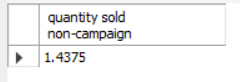 quantity sold
non-campaign
1.4375